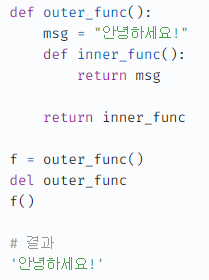 def outer_func():
    msg = "안녕하세요!"
    def inner_func():
        return msg

    return inner_func

f = outer_func()
del outer_func
f()

# 결과
'안녕하세요!'